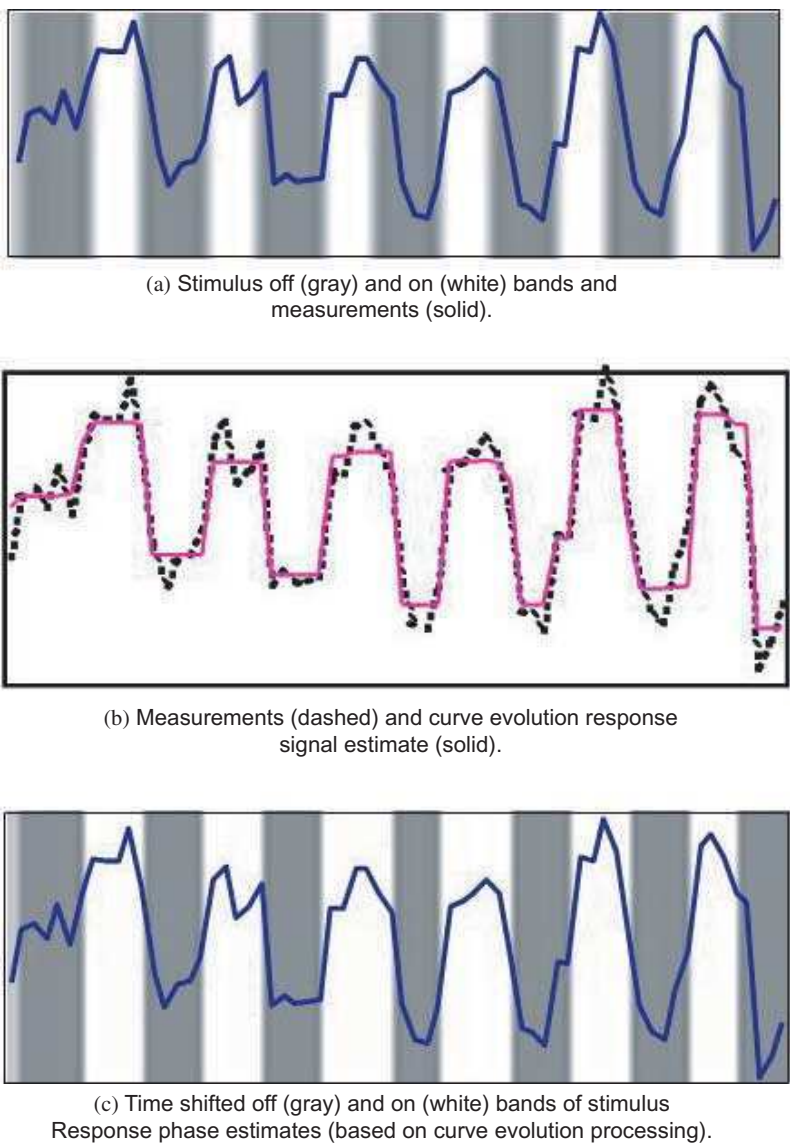 (a) Stimulus off (gray) and on (white) bands and
measurements (solid).
(b) Measurements (dashed) and curve evolution response
signal estimate (solid).
(c) Time shifted off (gray) and on (white) bands of stimulus
Response phase estimates (based on curve evolution processing).